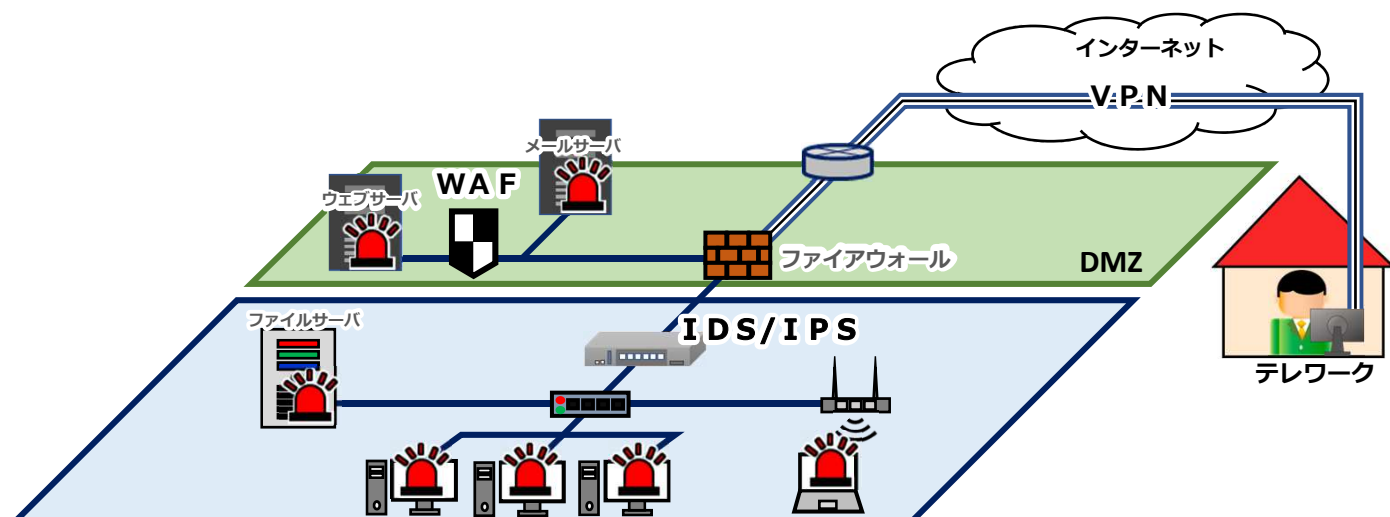 インターネット
ＶＰＮ
メールサーバ
ＷＡＦ
ウェブサーバ
ファイアウォール
DMZ
ファイルサーバ
ＩＤＳ/ＩＰＳ
テレワーク